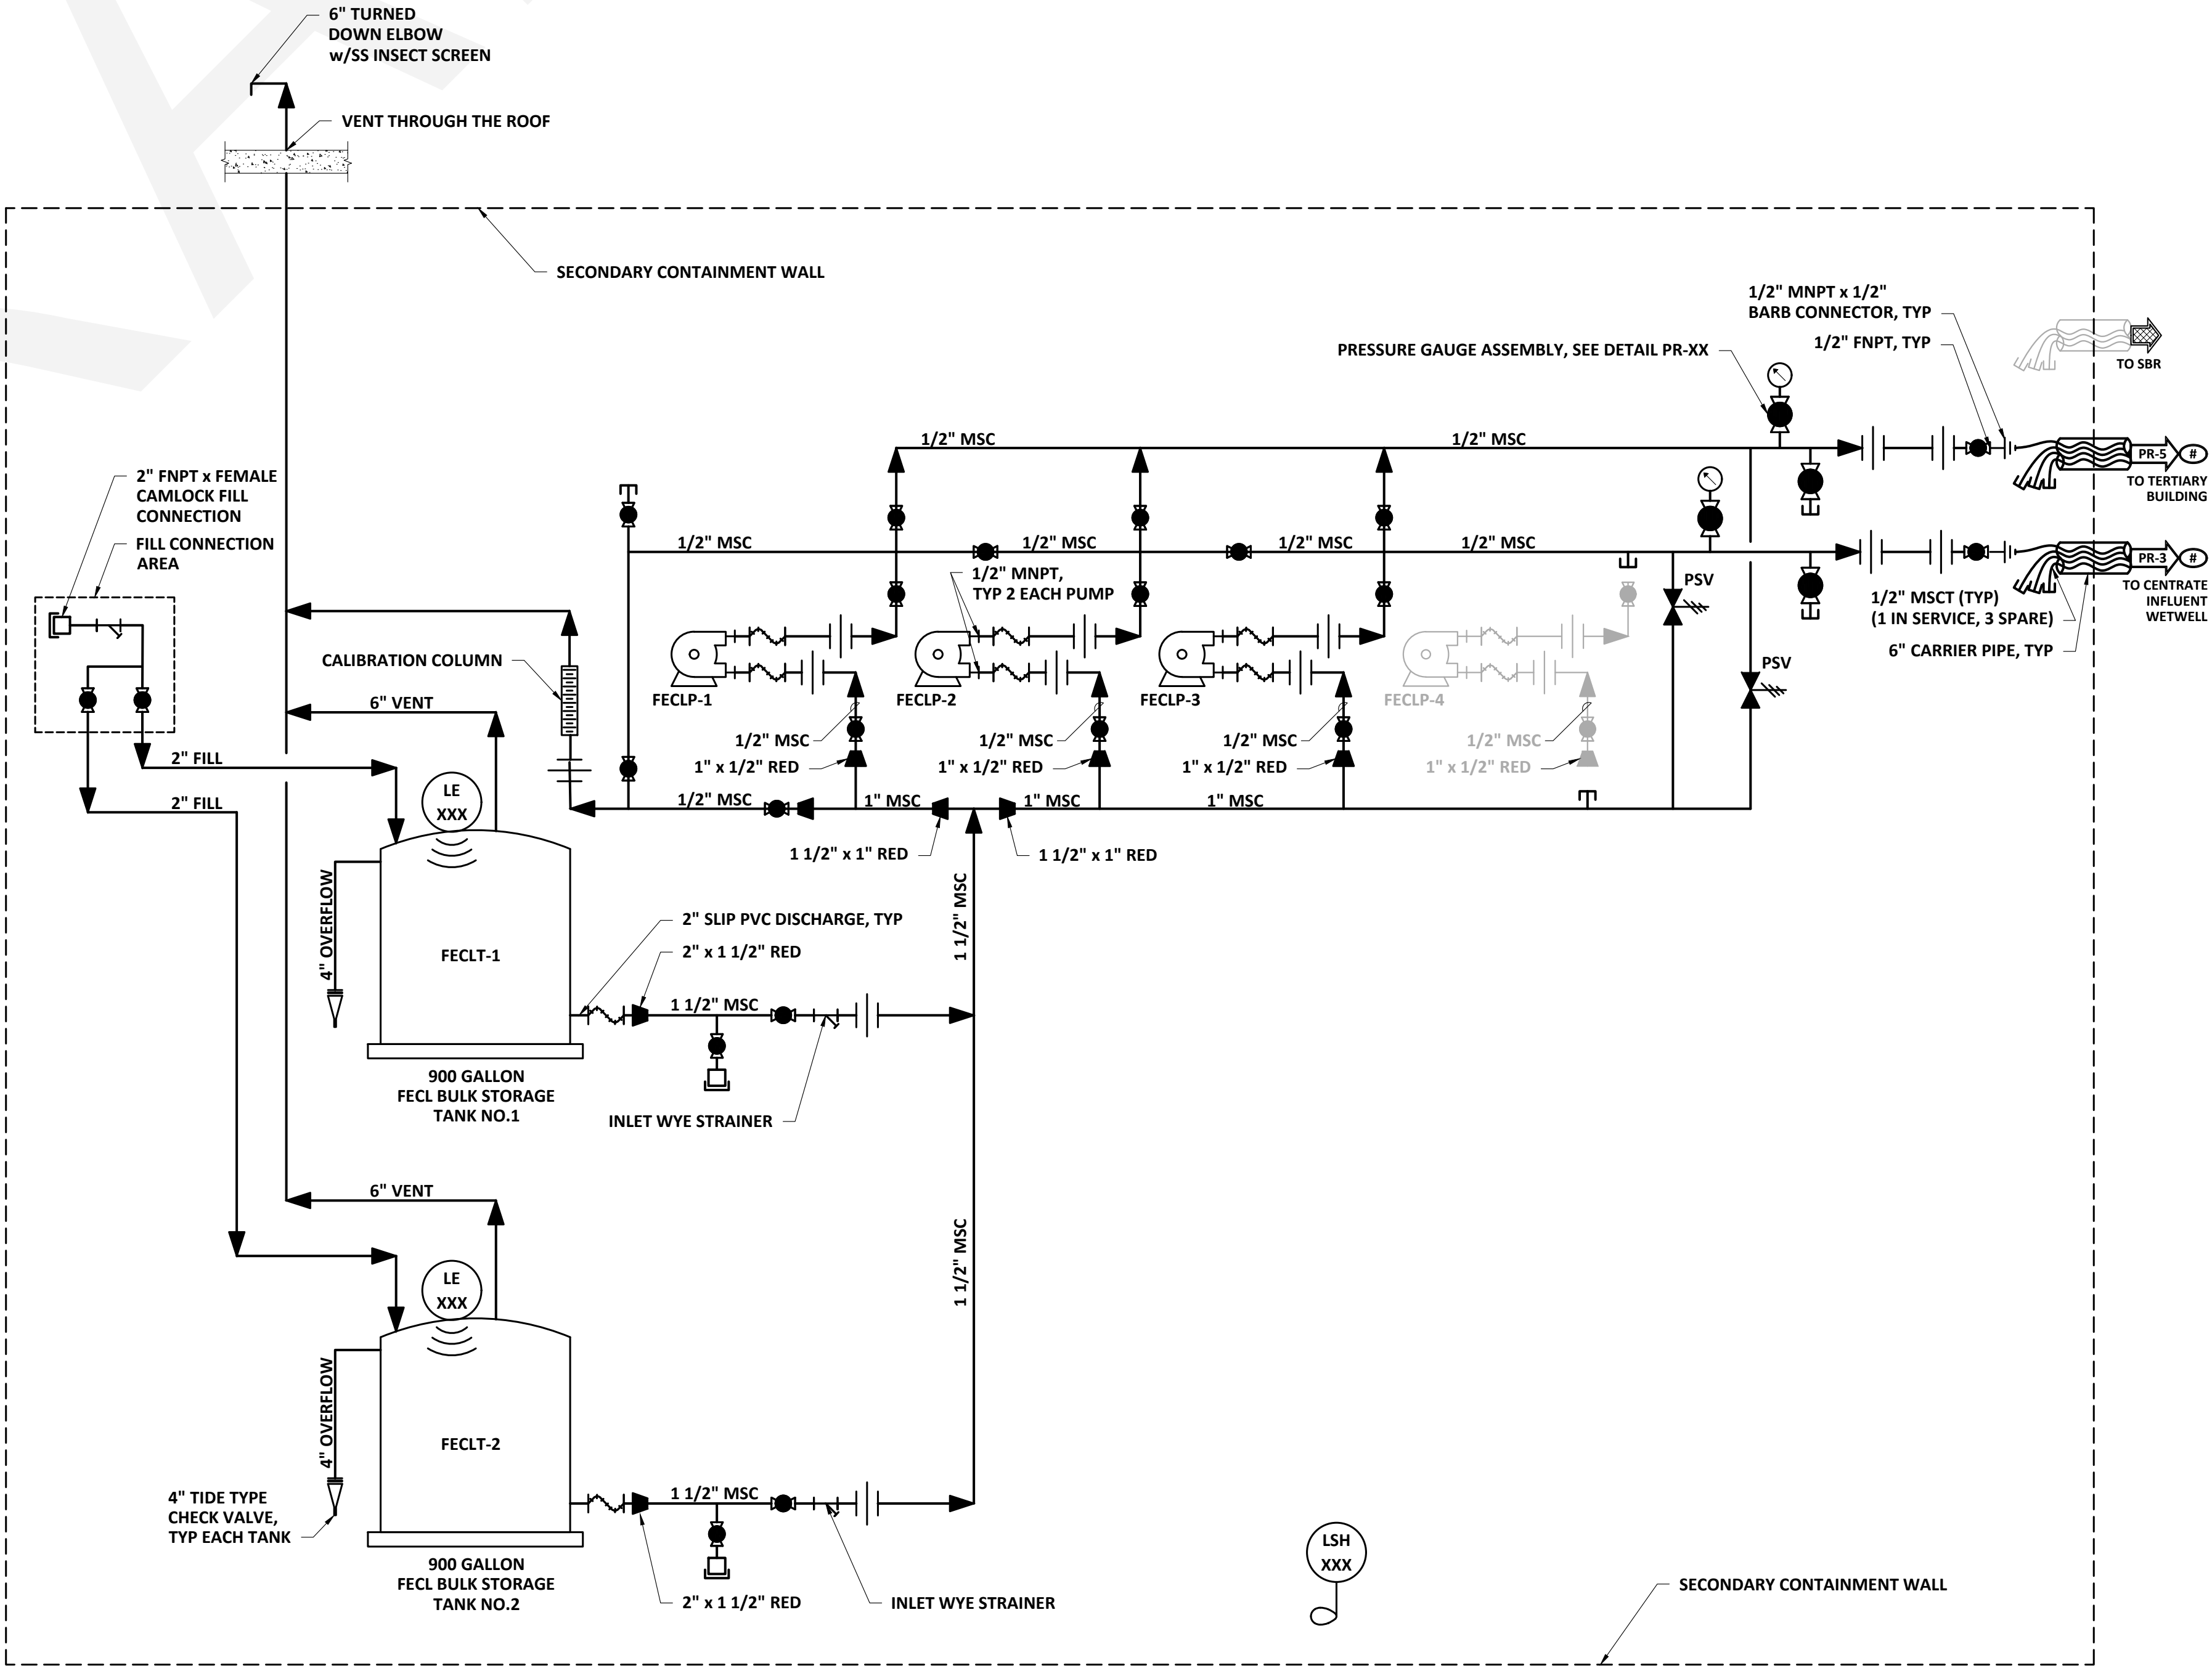 6" TURNED
DOWN ELBOW
w/SS INSECT SCREEN
VENT THROUGH THE ROOF
SECONDARY CONTAINMENT WALL
1/2" MNPT x 1/2"
BARB CONNECTOR, TYP
1/2" FNPT, TYP
PRESSURE GAUGE ASSEMBLY, SEE DETAIL PR-XX
TO SBR
1/2" MSC
1/2" MSC
PR-5
#
TO TERTIARY
BUILDING
2" FNPT x FEMALE
CAMLOCK FILL
CONNECTION
FILL CONNECTION
AREA
1/2" MSC
1/2" MSC
1/2" MSC
1/2" MSC
PR-3
#
TO CENTRATE
INFLUENT
WETWELL
1/2" MNPT,
TYP 2 EACH PUMP
PSV
1/2" MSCT (TYP)
(1 IN SERVICE, 3 SPARE)
6" CARRIER PIPE, TYP
PSV
CALIBRATION COLUMN
6" VENT
FECLP-1
FECLP-2
FECLP-3
FECLP-4
1/2" MSC
1/2" MSC
1/2" MSC
1/2" MSC
1" x 1/2" RED
1" x 1/2" RED
1" x 1/2" RED
1" x 1/2" RED
2" FILL
2" FILL
LE
XXX
1/2" MSC
1" MSC
1" MSC
1" MSC
1 1/2" x 1" RED
1 1/2" x 1" RED
4" OVERFLOW
FECLT-1
2" SLIP PVC DISCHARGE, TYP
2" x 1 1/2" RED
1 1/2" MSC
1 1/2" MSC
900 GALLON
FECL BULK STORAGE
TANK NO.1
INLET WYE STRAINER
6" VENT
LE
XXX
1 1/2" MSC
4" OVERFLOW
FECLT-2
1 1/2" MSC
4" TIDE TYPE
CHECK VALVE,
TYP EACH TANK
900 GALLON
FECL BULK STORAGE
TANK NO.2
2" x 1 1/2" RED
INLET WYE STRAINER
LSH
XXX
SECONDARY CONTAINMENT WALL